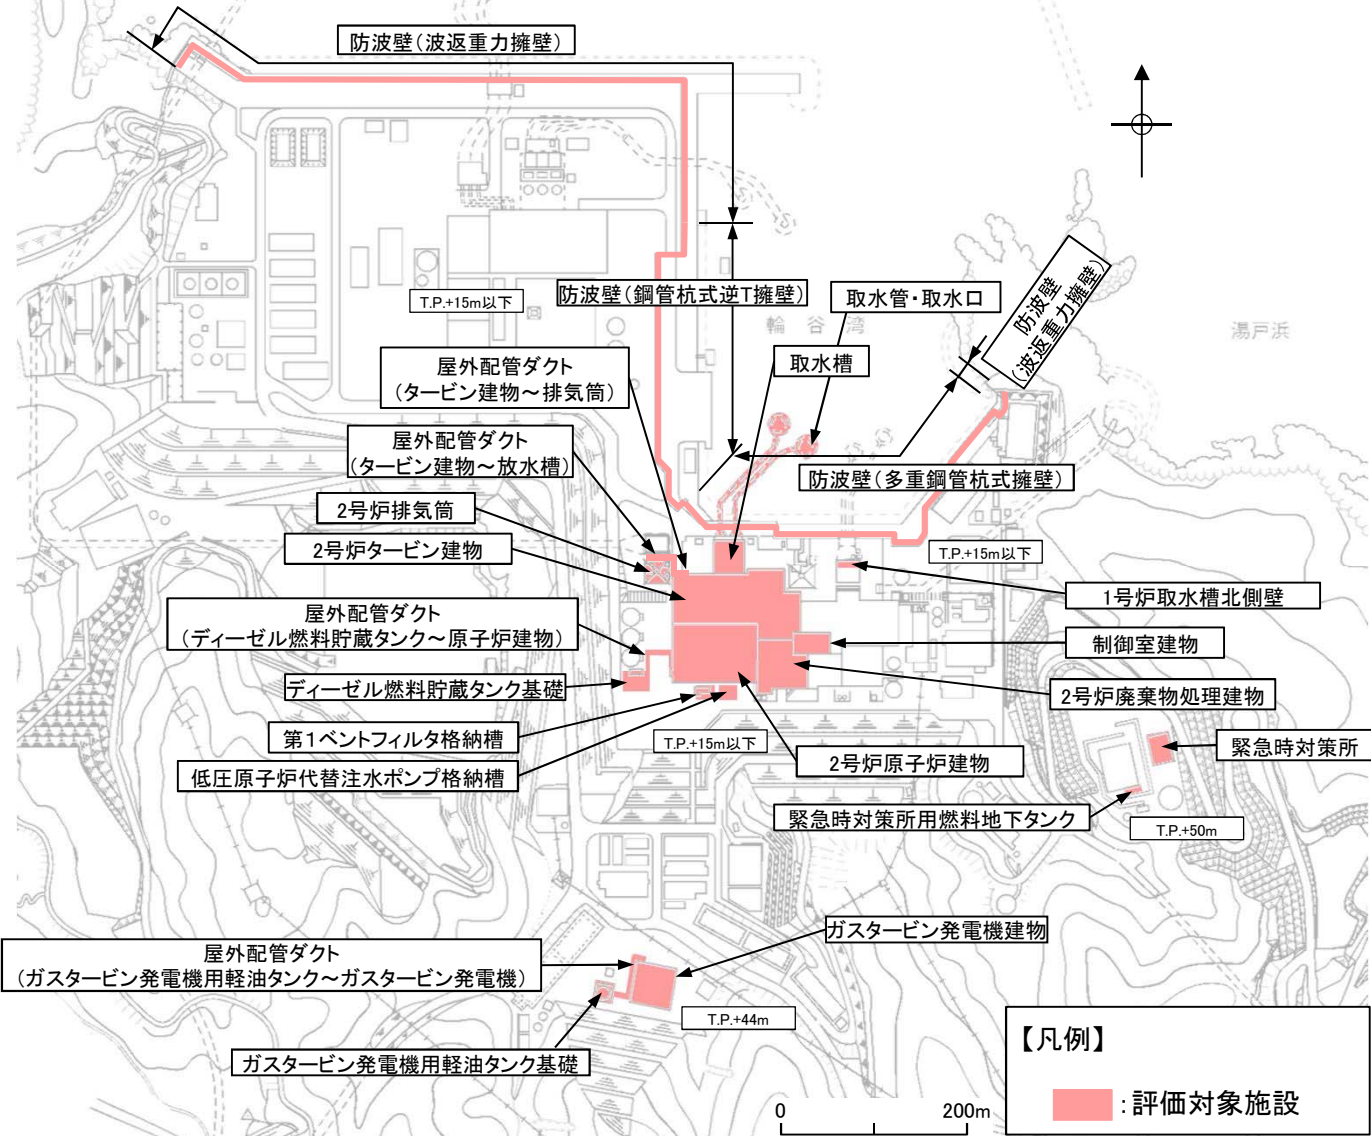 防波壁(波返重力擁壁)
防波壁
(波返重力擁壁)
防波壁(鋼管杭式逆T擁壁)
取水管・取水口
T.P.+15m以下
輪谷湾
湯戸浜
取水槽
屋外配管ダクト
(タービン建物～排気筒)
屋外配管ダクト
(タービン建物～放水槽)
防波壁(多重鋼管杭式擁壁)
2号炉排気筒
2号炉タービン建物
T.P.+15m以下
1号炉取水槽北側壁
屋外配管ダクト
(ディーゼル燃料貯蔵タンク～原子炉建物)
制御室建物
ディーゼル燃料貯蔵タンク基礎
2号炉廃棄物処理建物
第1ベントフィルタ格納槽
T.P.+15m以下
緊急時対策所
2号炉原子炉建物
低圧原子炉代替注水ポンプ格納槽
緊急時対策所用燃料地下タンク
T.P.+50m
ガスタービン発電機建物
屋外配管ダクト
(ガスタービン発電機用軽油タンク～ガスタービン発電機)
T.P.+44m
ガスタービン発電機用軽油タンク基礎
【凡例】
:評価対象施設
0 200m